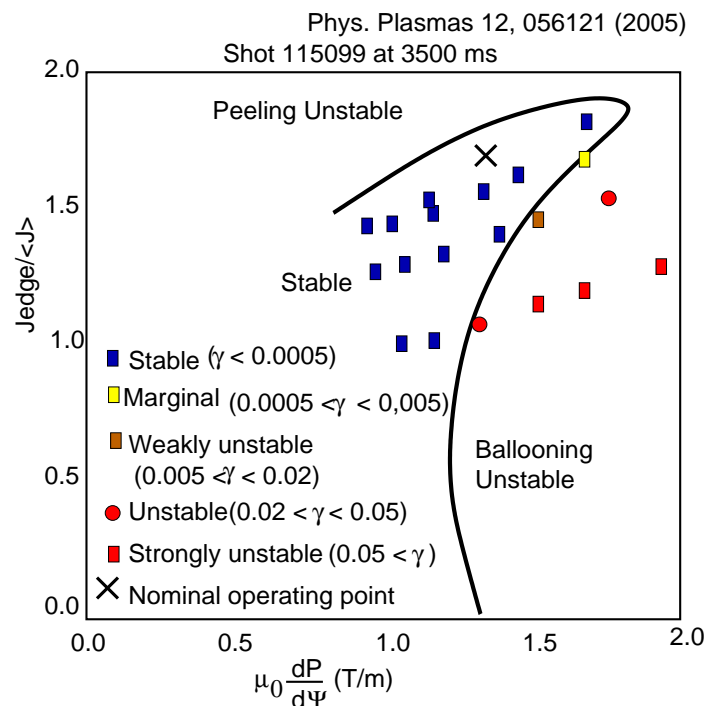 Phys. Plasmas 12, 056121 (2005)
Shot 115099 at 3500 ms
2.0
Peeling Unstable
1.5
Stable
Jedge/<J>
1.0
Stable (γ < 0.0005)
Marginal (0.0005 <γ < 0,005)
Weakly unstable
(0.005 <γ < 0.02)
Ballooning
Unstable
0.5
Unstable(0.02 < γ < 0.05)
Strongly unstable (0.05 < γ)
Nominal operating point
0.0
0.0 0.5 1.0 1.5 2.0
μ0 dP/dΨ (T/m)